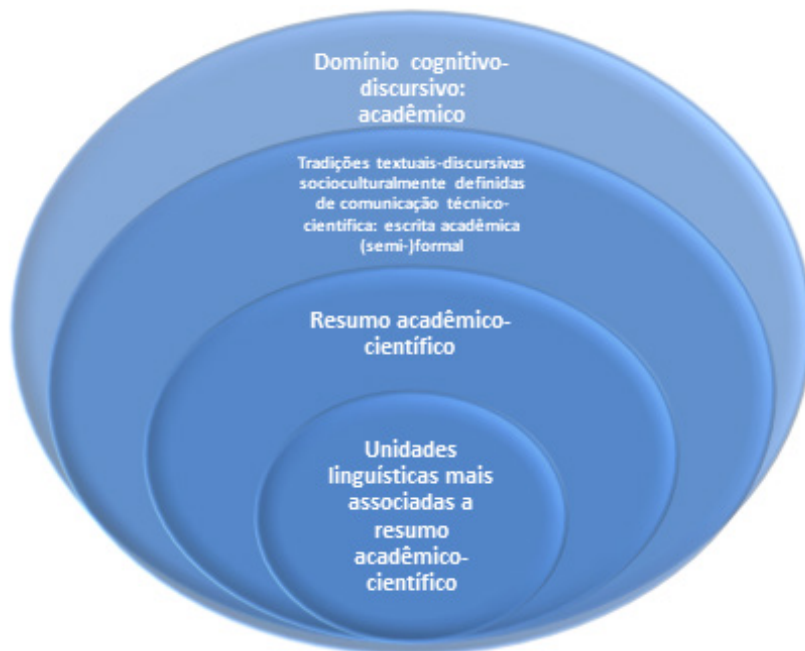 Domínio cognitivo-
discursivo:
acadêmico
Tradições textuais-discursivas
socioculturalmente definidas
de comunicação técnico-
científica: escrita acadêmica
(semi-)formal
Resumo acadêmico-
científico
Unidades
linguísticas mais
associadas a
resumo
acadêmico-
científico